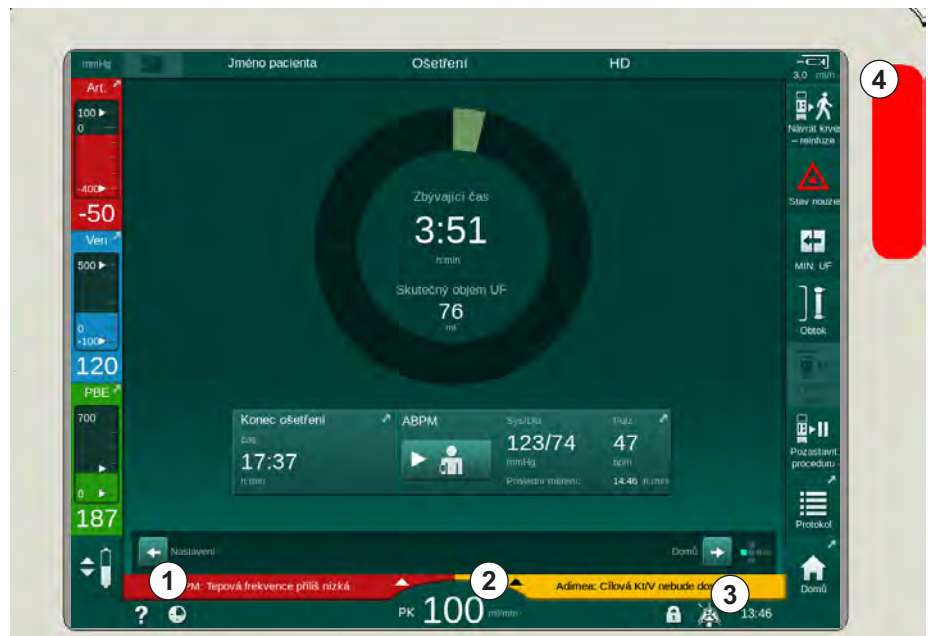 mmHg
Jméno pacienta
Ošetření
HD
3,0 ml/h
4
Art.
100
0
-400
-50
Ven
500
0
-100
120
PBE
700
0
187
Zbývající čas
3:51
h:min
Skutečný objem UF
76
ml
Návrat krve
– reinfuze
Stav nouze
MIN. UF
Obtok
Pozastavit
proceduru
Protokol
Domů
Konec ošetření
čas
17:37
h:min
ABPM
Sys/Dia
123/74
mmHg
Pulz
47
bpm
Poslední měření:
14:46 h:min
Nastavení
Domů
1
PM: Tepová frekvence příliš nízká
2
Adimea: Cílová Kt/V nebude
3
?
PK 100 ml/min
13:46